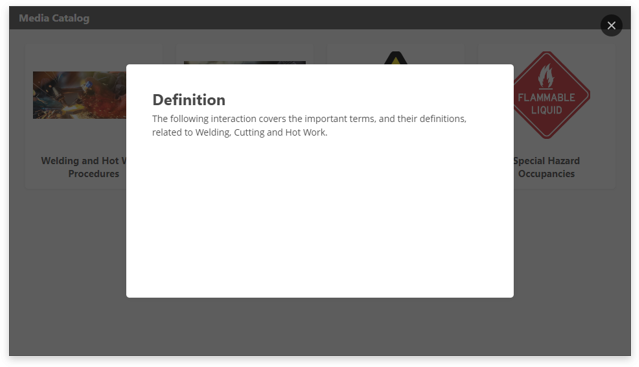 Media Catalog
Definition
The following interaction covers the important terms, and their definitions,
related to Welding, Cutting and Hot Work.
Welding and Hot W
Procedures
FLAMMABLE
LIQUID
Special Hazard
Occupancies